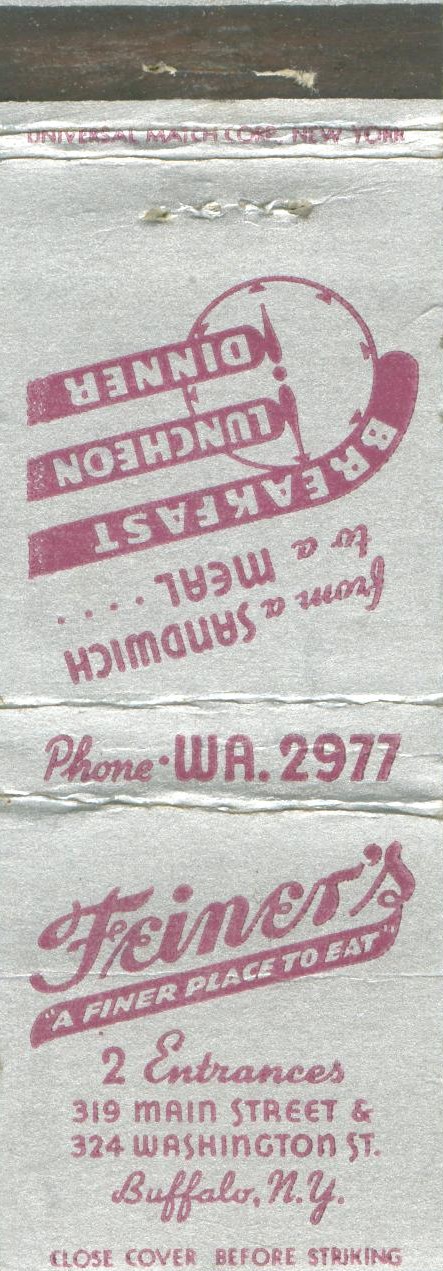 UNIVERSAL MATCH CORP. NEW YORK
from a SANDWICH
to a MEAL ....
BREAKFAST
LUNCHEON
DINNER
Phone·WA. 2977
Feiner's
"A FINER PLACE TO EAT"
2 Entrances
319 MAIN STREET &
324 WASHINGTON ST.
Buffalo, N.Y.
CLOSE COVER BEFORE STRIKING